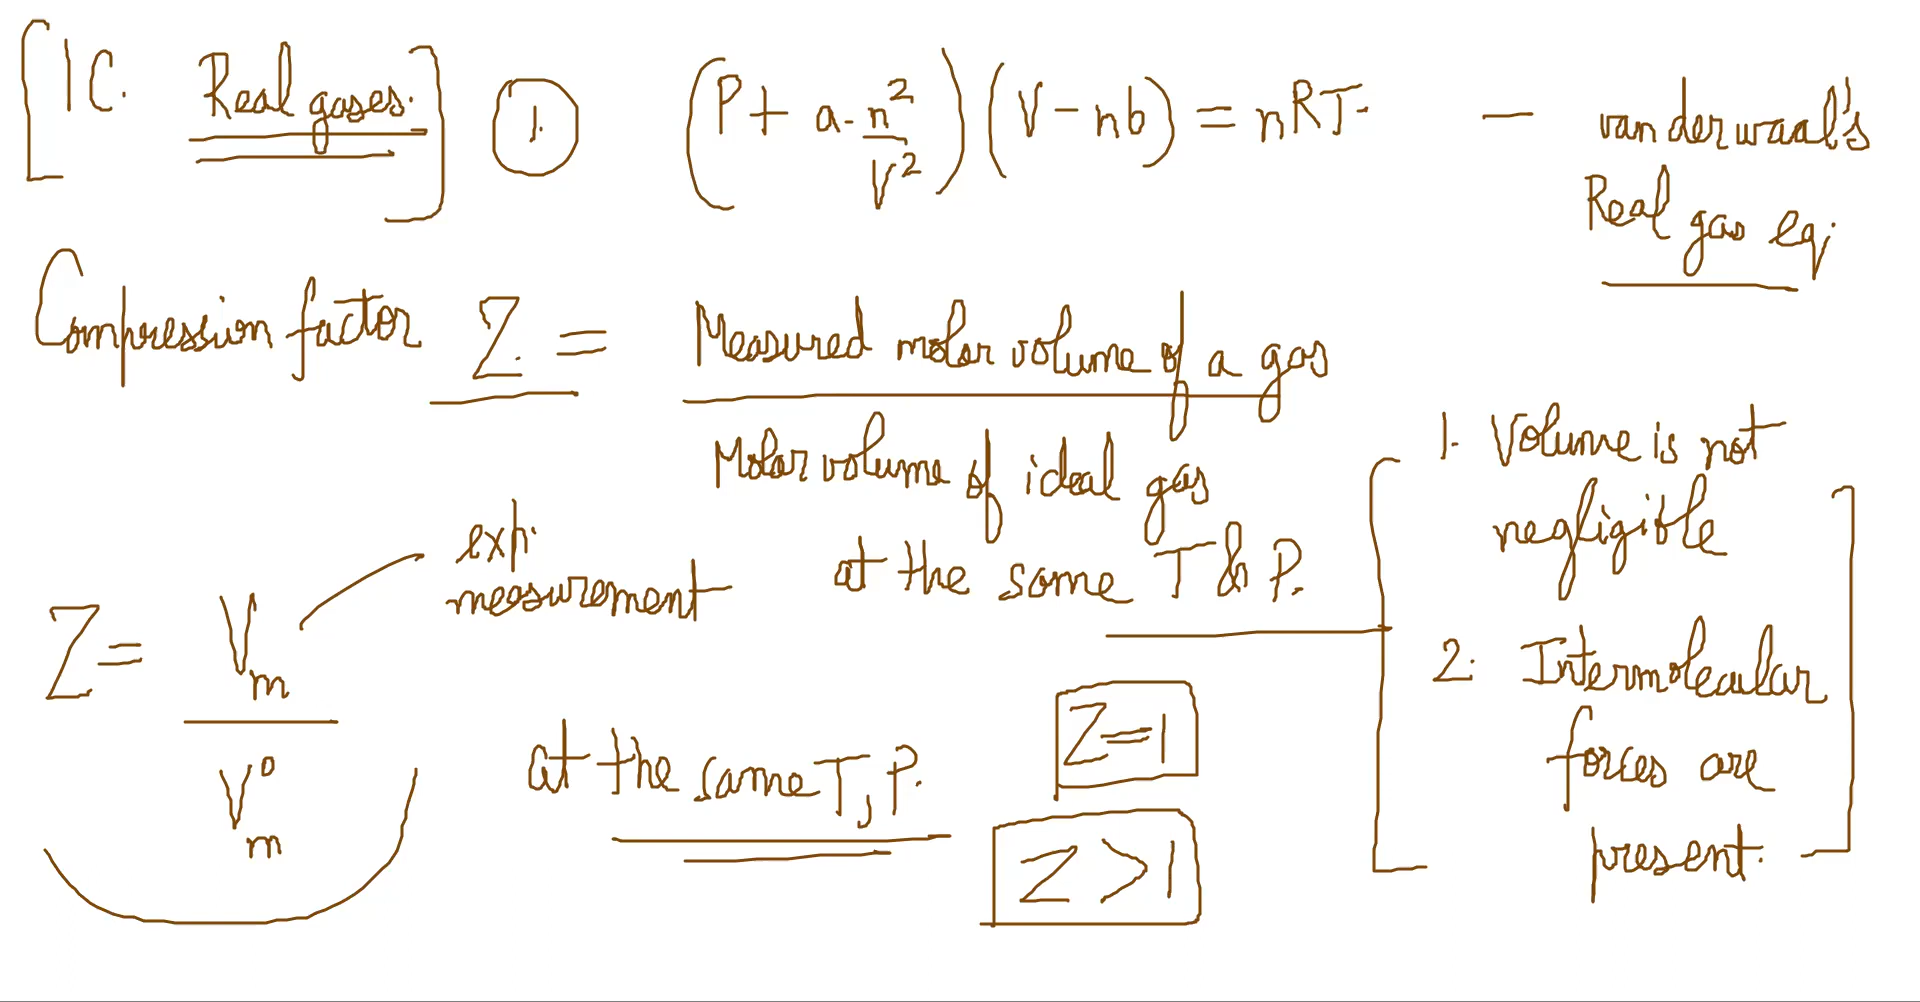 1C. Real gases. 1. (P + a. n²/V²) (V - nb) = nRT. - van der waal's
Real gas eq;
Compression factor Z = Measured molar volume of a gas
Molar volume of ideal gas
at the same T & P.
1. Volume is not
negligible
2. Intermolecular
forces are
present.
exp.
measurement
Z = Vm / V°m
at the same T, P.
Z=1
Z >1